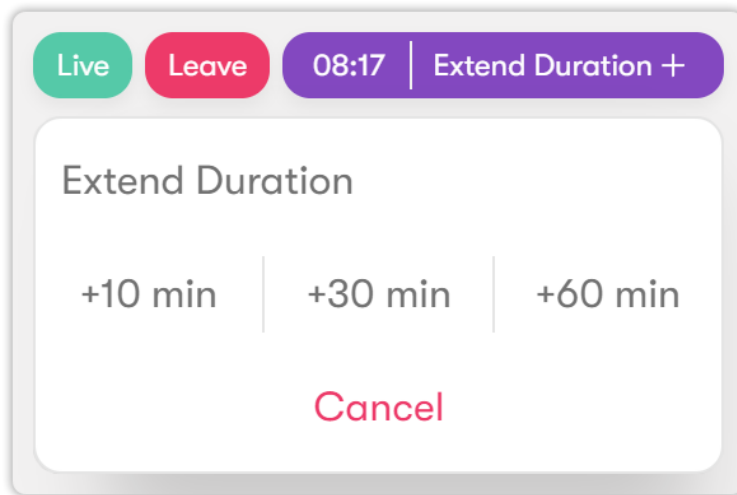 Live Leave 08:17 Extend Duration +
Extend Duration
+10 min +30 min +60 min
Cancel